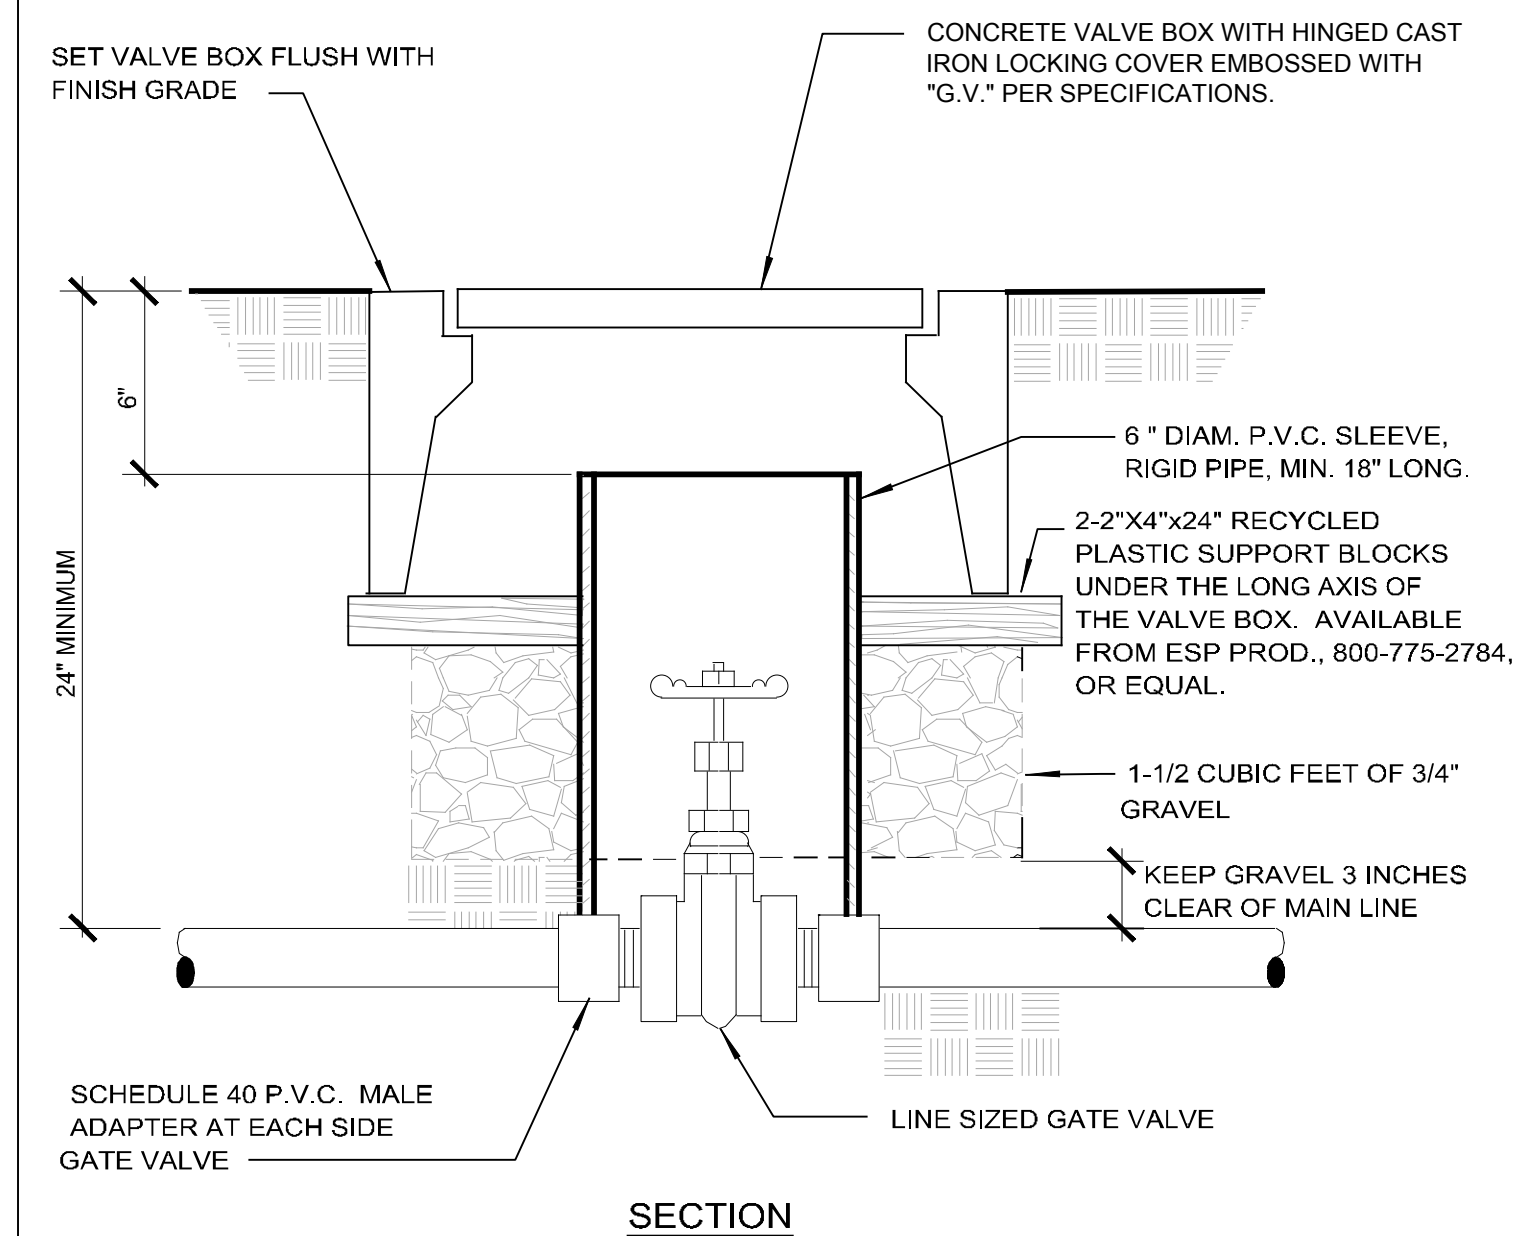 SET VALVE BOX FLUSH WITH
FINISH GRADE
CONCRETE VALVE BOX WITH HINGED CAST
IRON LOCKING COVER EMBOSSED WITH
"G.V." PER SPECIFICATIONS.
6"
24" MINIMUM
6 " DIAM. P.V.C. SLEEVE,
RIGID PIPE, MIN. 18" LONG.
2-2"X4"x24" RECYCLED
PLASTIC SUPPORT BLOCKS
UNDER THE LONG AXIS OF
THE VALVE BOX. AVAILABLE
FROM ESP PROD., 800-775-2784,
OR EQUAL.
1-1/2 CUBIC FEET OF 3/4"
GRAVEL
KEEP GRAVEL 3 INCHES
CLEAR OF MAIN LINE
SCHEDULE 40 P.V.C. MALE
ADAPTER AT EACH SIDE
GATE VALVE
LINE SIZED GATE VALVE
SECTION